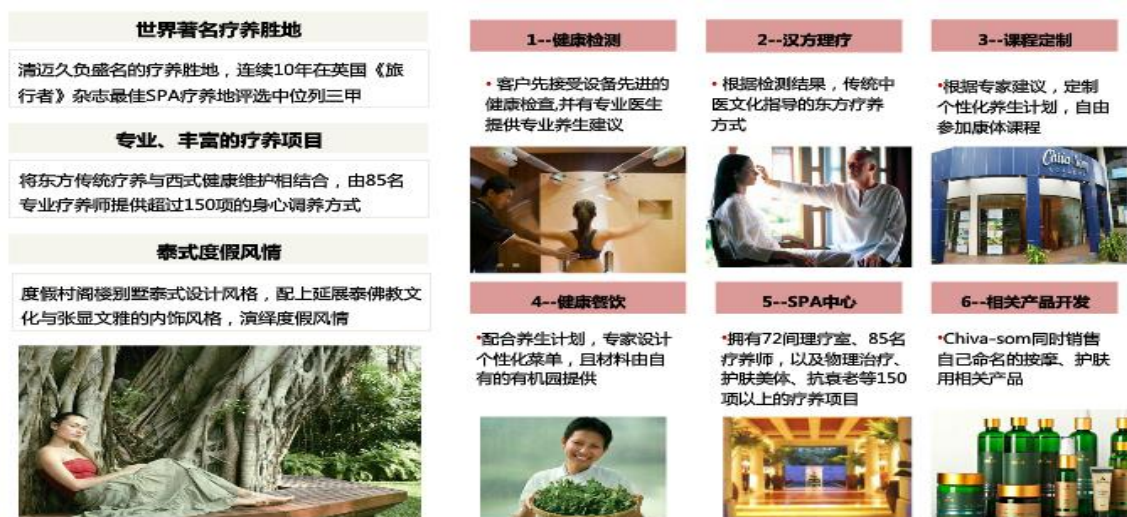 世界著名疗养胜地
清迈久负盛名的疗养胜地，连续10年在英国《旅
行者》杂志最佳SPA疗养地评选中位列三甲
专业、丰富的疗养项目
将东方传统疗养与西式健康维护相结合，由85名
专业疗养师提供超过150项的身心调养方式
泰式度假风情
度假村阁楼别墅泰式设计风格，配上延展泰佛教文
化与张显文雅的内饰风格，演绎度假风情
1--健康检测
• 客户先接受设备先进的
健康检查,并有专业医生
提供专业养生建议
2--汉方理疗
•根据检测结果，传统中
医文化指导的东方疗养
方式
3--课程定制
•根据专家建议，定制
个性化养生计划，自由
参加康体课程
Chiva-Som
4--健康餐饮
•配合养生计划，专家设计
个性化菜单，且材料由自
有的有机园提供
5--SPA中心
•拥有72间理疗室、85名
疗养师，以及物理治疗、
护肤美体、抗衰老等150
项以上的疗养项目
6--相关产品开发
•Chiva-som同时销售
自己命名的按摩、护肤
用相关产品